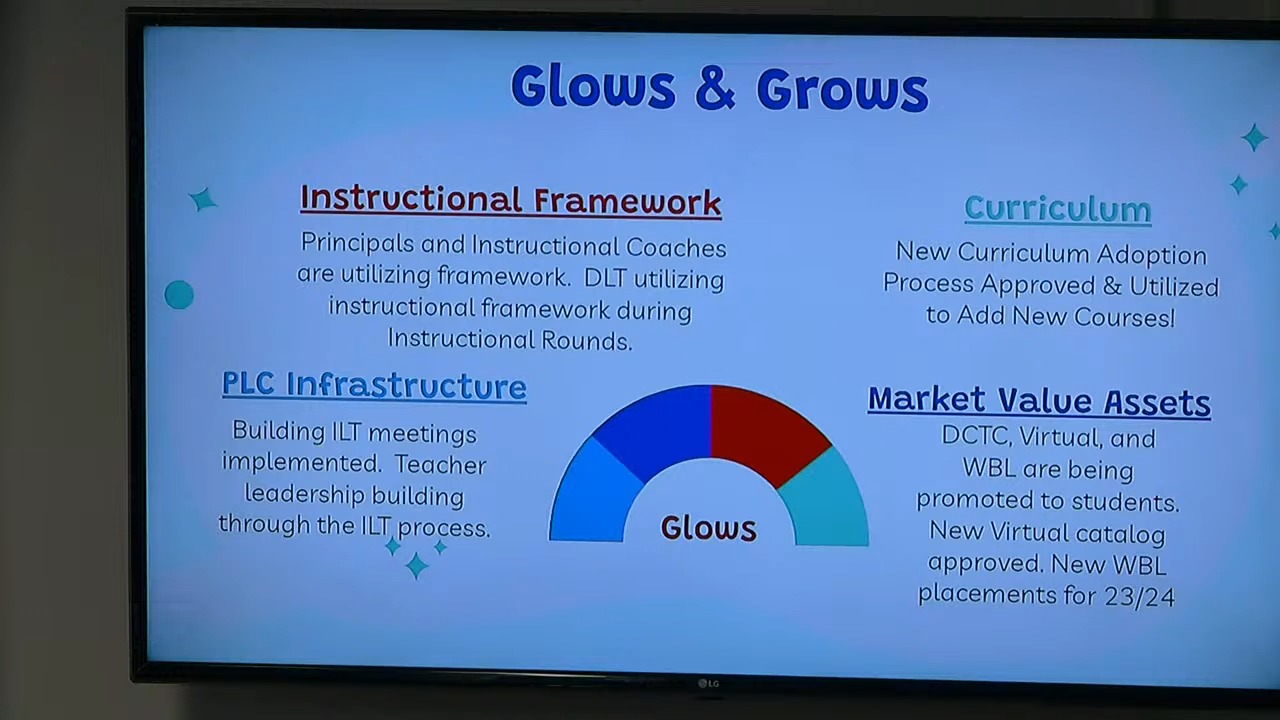 Glows & Grows
Instructional Framework
Principals and Instructional Coaches
are utilizing framework.  DLT utilizing
instructional framework during
Instructional Rounds.
Curriculum
New Curriculum Adoption
Process Approved & Utilized
to Add New Courses!
PLC Infrastructure
Building ILT meetings
implemented.  Teacher
leadership building
through the ILT process.
Glows
Market Value Assets
DCTC, Virtual, and
WBL are being
promoted to students.
New Virtual catalog
approved. New WBL
placements for 23/24
LG